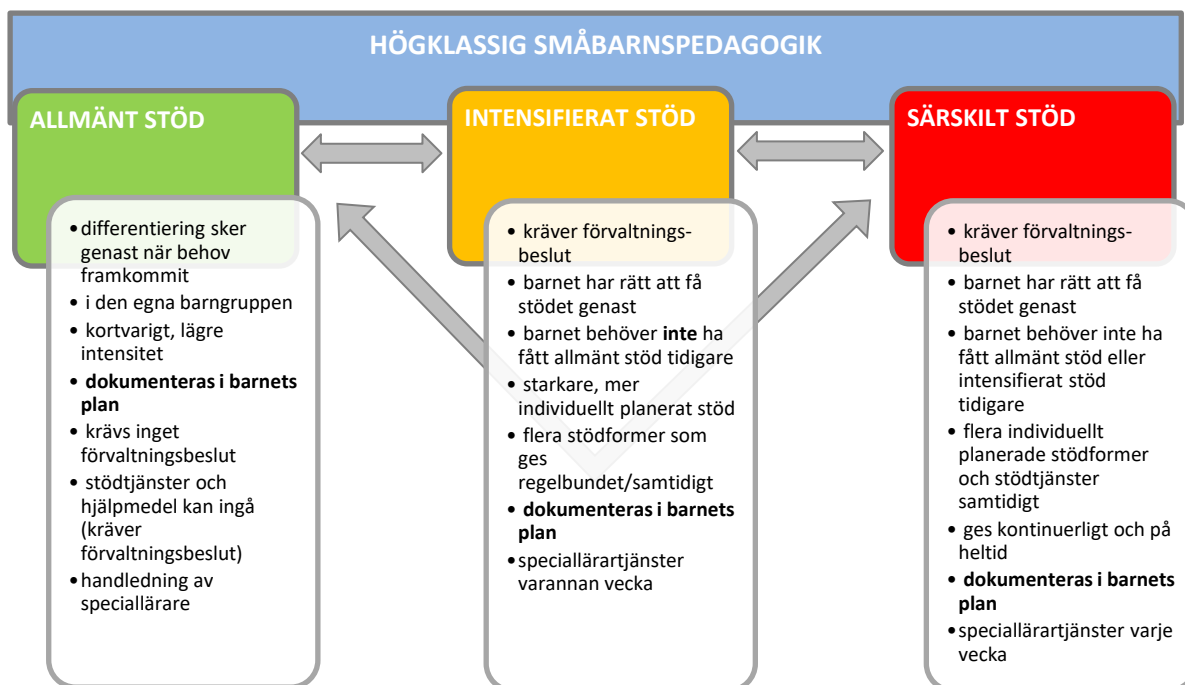 HÖGKLASSIG SMÅBARNSPEDAGOGIK
ALLMÄNT STÖD
•differentiering sker
genast när behov
framkommit
• i den egna barngruppen
• kortvarigt, lägre
intensitet
• dokumenteras i barnets
plan
• krävs inget
förvaltningsbeslut
• stödtjänster och
hjälpmedel kan ingå
(kräver
förvaltningsbeslut)
•handledning av
speciallärare
INTENSIFIERAT STÖD
• kräver förvaltnings-
beslut
• barnet har rätt att få
stödet genast
• barnet behöver inte ha
fått allmänt stöd tidigare
• starkare, mer
individuellt planerat stöd
• flera stödformer som
ges
regelbundet/samtidigt
• dokumenteras i barnets
plan
•speciallärartjänster
varannan vecka
SÄRSKILT STÖD
• kräver förvaltnings-
beslut
• barnet har rätt att få
stödet genast
• barnet behöver inte ha
fått allmänt stöd eller
intensifierat stöd
tidigare
• flera individuellt
planerade stödformer
och stödtjänster
samtidigt
• ges kontinuerligt och på
heltid
• dokumenteras i barnets
plan
•speciallärartjänster varje
vecka